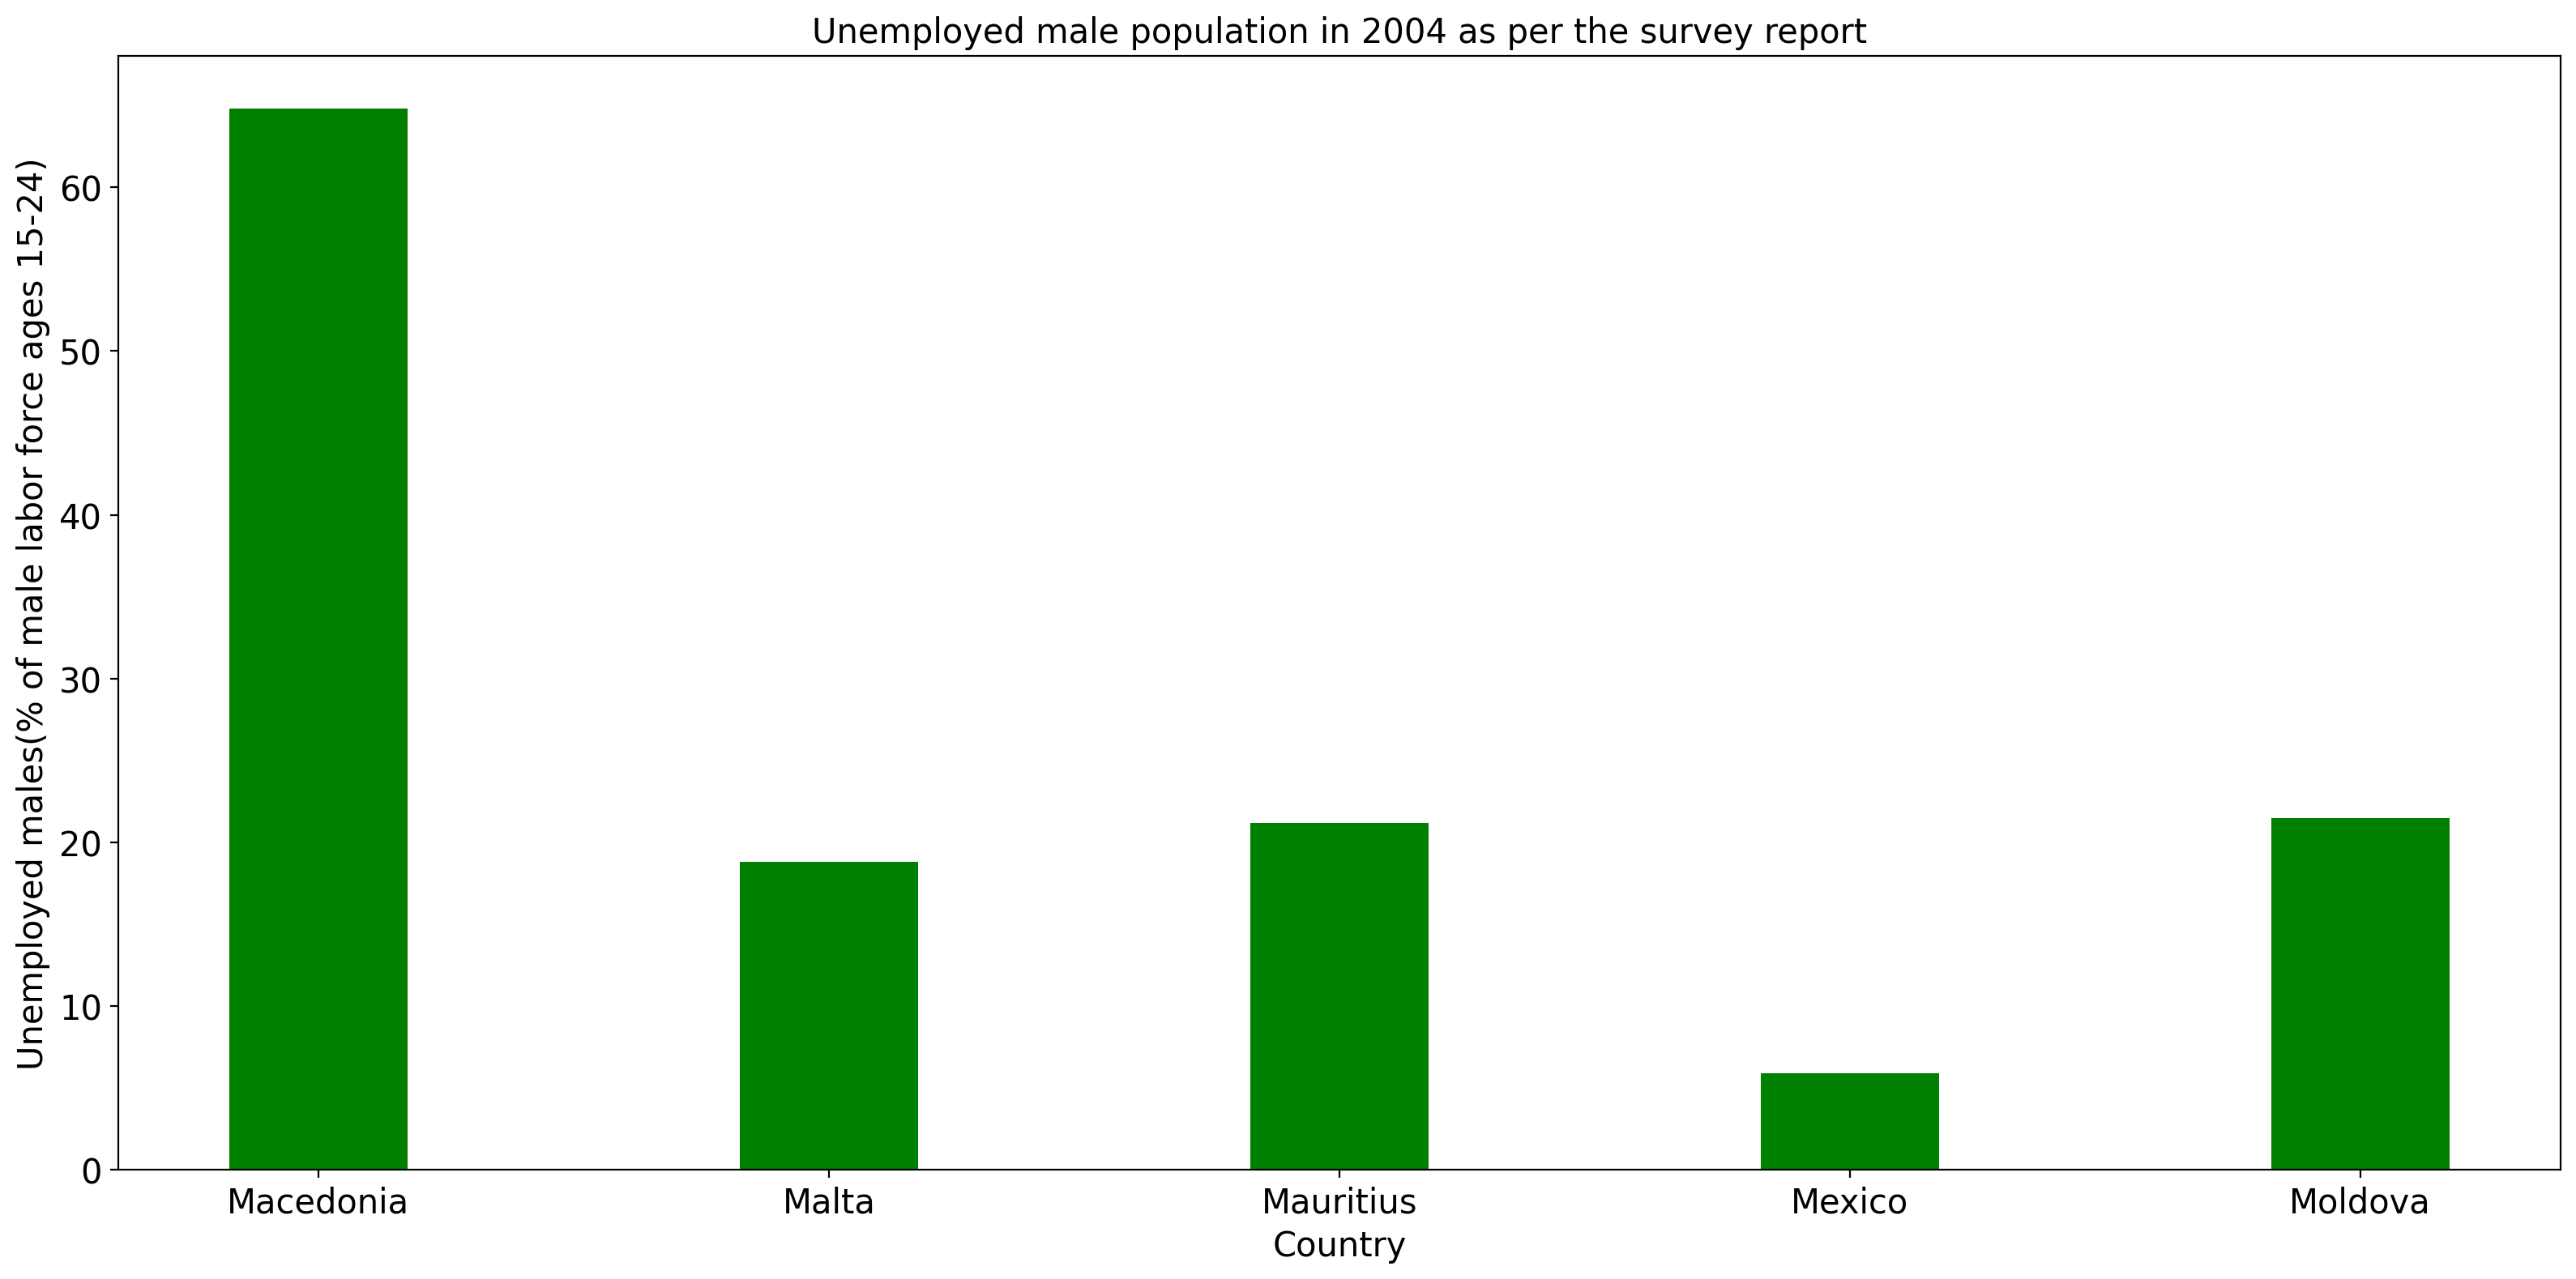 Unemployed male population in 2004 as per the survey report
Unemployed males(% of male labor force ages 15-24)
60
50
40
30
20
10
0
Macedonia
Malta
Mauritius
Mexico
Moldova
Country